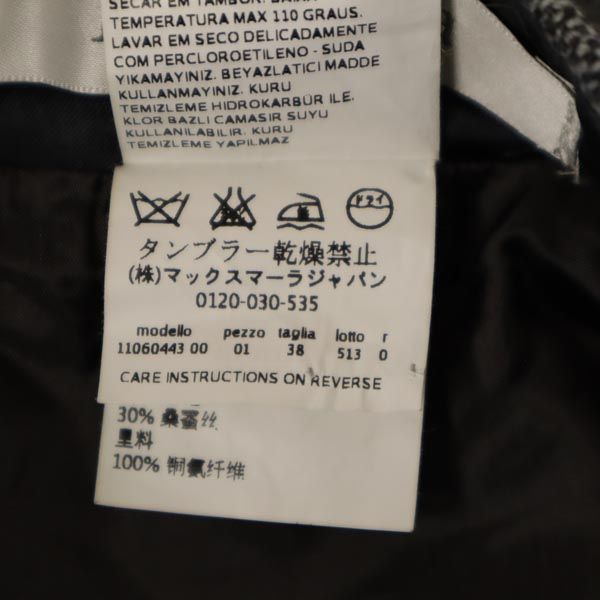 SECAR EM TAMBOR. BAIXA
TEMPERATURA MAX 110 GRAUS.
LAVAR EM SECO DELICADAMENTE
COM PERCLOROETILENO - SUDA
YIKAMAYINIZ. BEYAZLATICI MADDE
KULLANMAYINIZ. KURU
TEMIZLEME HIDROKARBÜR ILE.
KLOR BAZLI CAMASIR SUYU
KULLANILABILIR. KURU
TEMIZLEME YAPILMAZ
ドライ
タンブラー乾燥禁止
(株)マックスマーラジャパン
0120-030-535
modello pezzo taglia lotto r
11060443 00 01 38 513 0
CARE INSTRUCTIONS ON REVERSE
30% 桑蚕丝
里料
100% 铜氨纤维